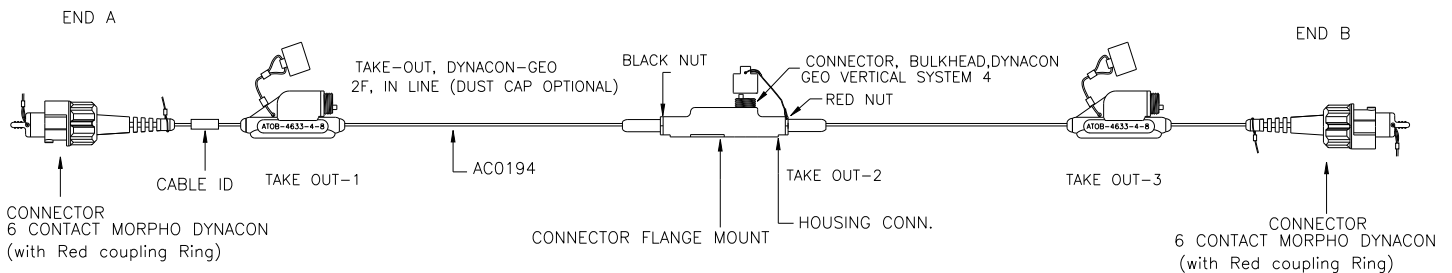 END A
END B
TAKE-OUT, DYNACON-GEO
2F, IN LINE (DUST CAP OPTIONAL)
BLACK NUT
CONNECTOR, BULKHEAD,DYNACON
GEO VERTICAL SYSTEM 4
RED NUT
ATOB-4633-4-8
ATOB-4633-4-8
CABLE ID
TAKE OUT-1
AC0194
TAKE OUT-2
TAKE OUT-3
CONNECTOR
6 CONTACT MORPHO DYNACON
(with Red coupling Ring)
CONNECTOR FLANGE MOUNT
HOUSING CONN.
CONNECTOR
6 CONTACT MORPHO DYNACON
(with Red coupling Ring)